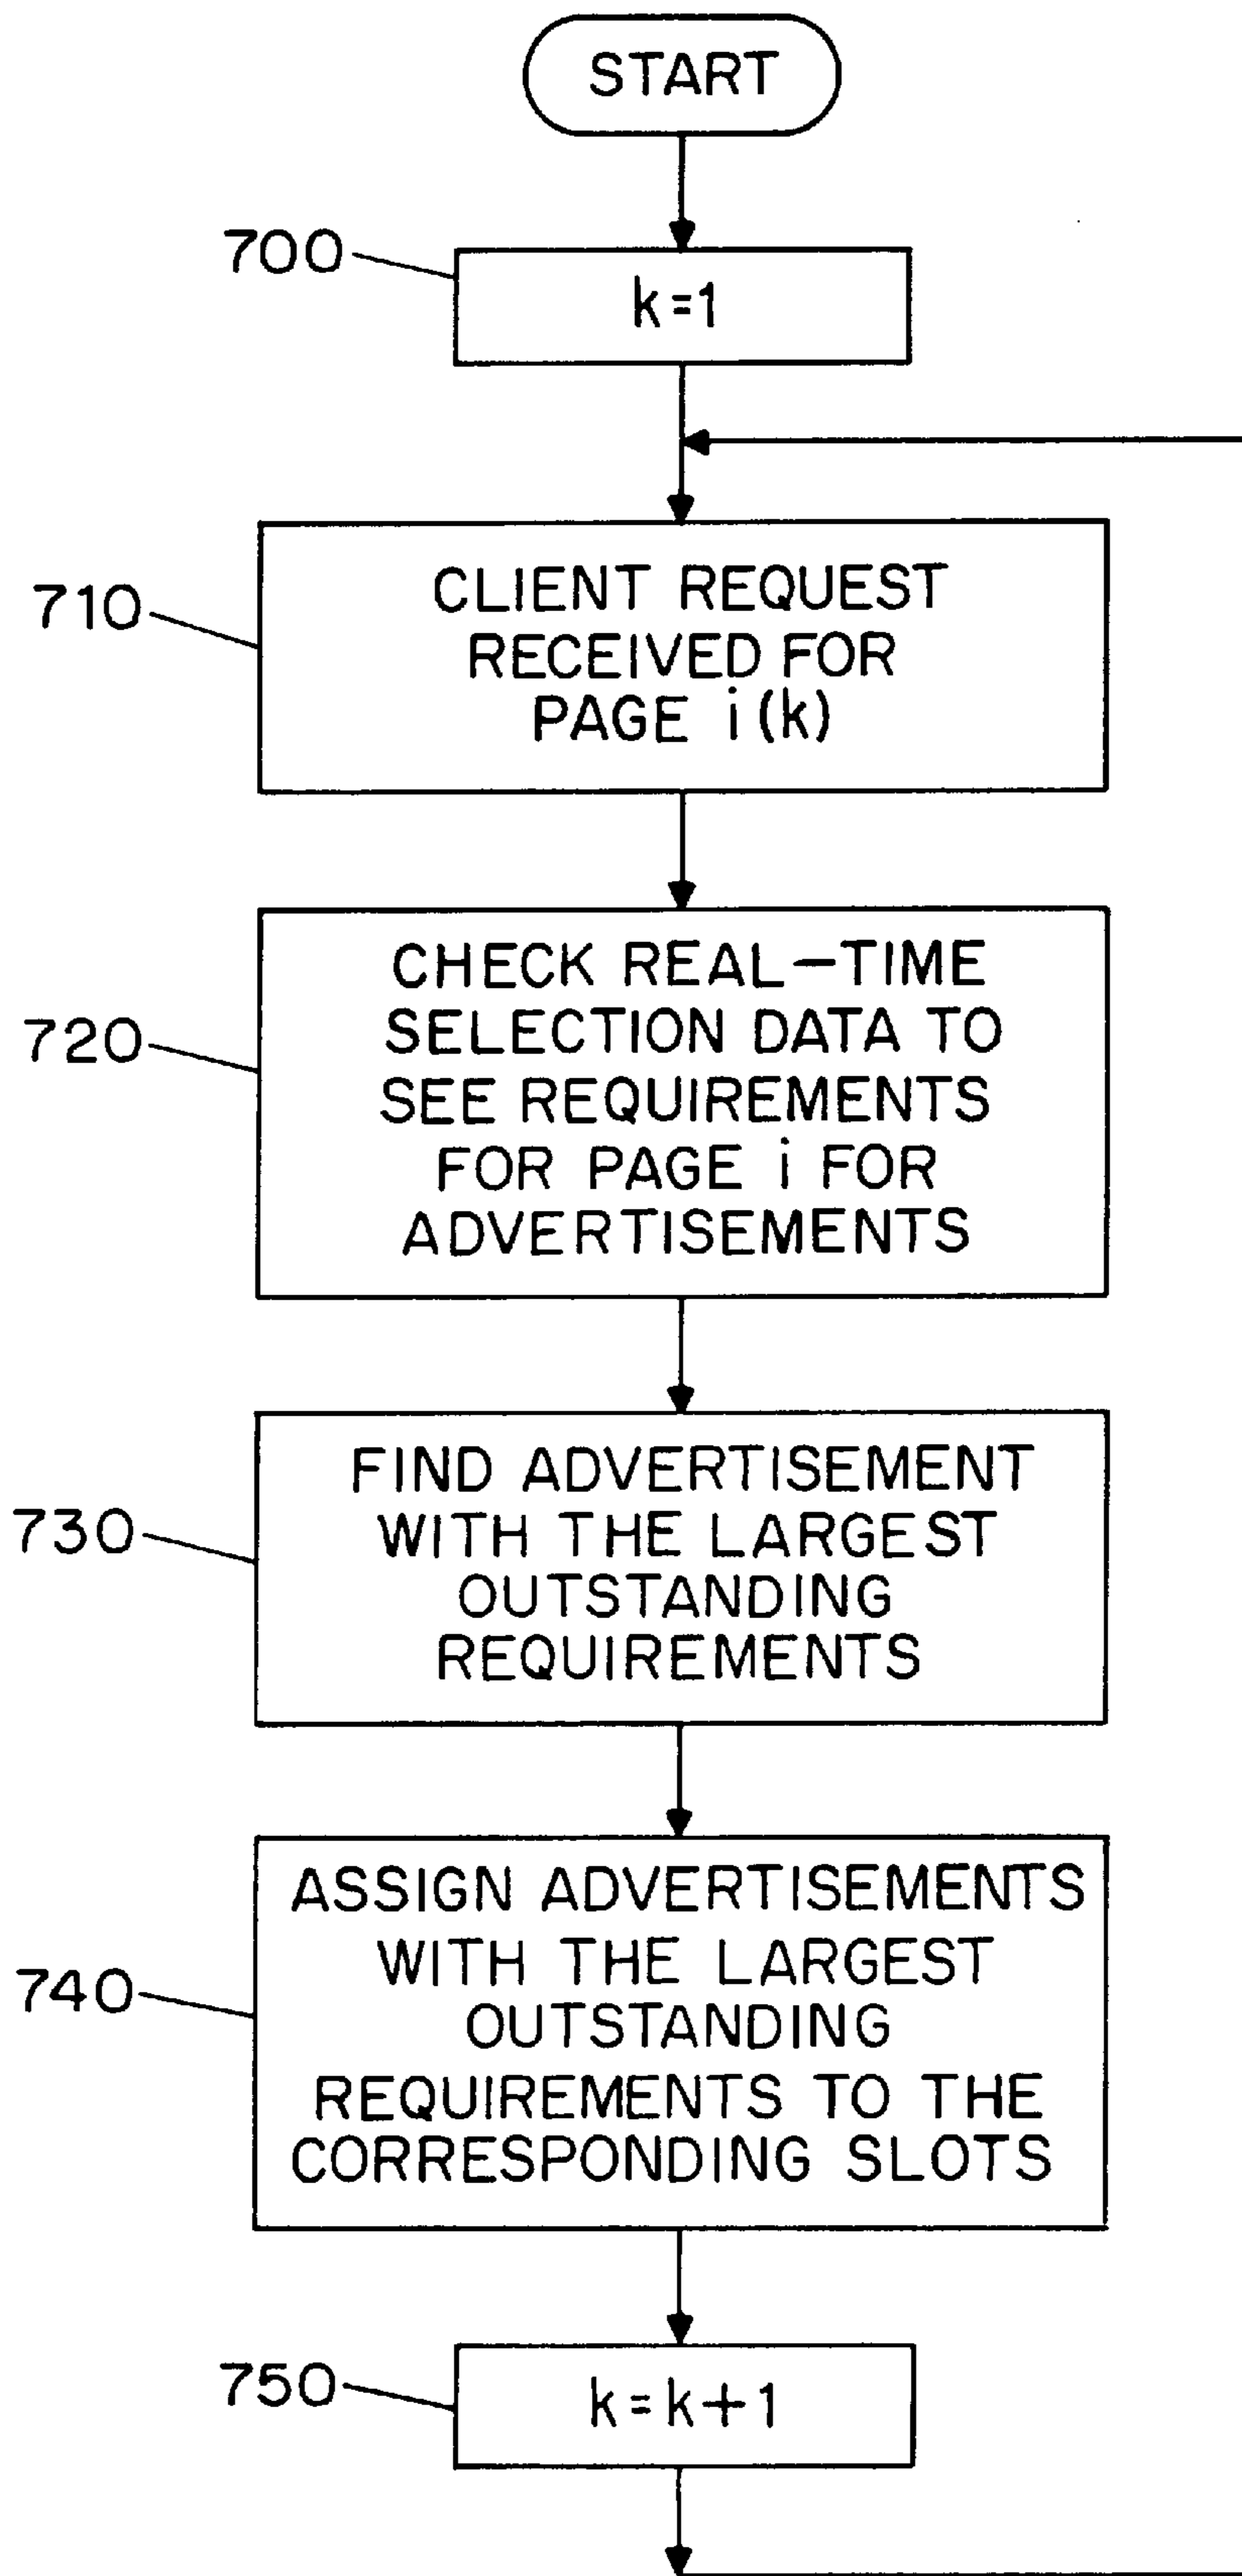 START
700
k=1
710
CLIENT REQUEST
RECEIVED FOR
PAGE i(k)
720
CHECK REAL-TIME
SELECTION DATA TO
SEE REQUIREMENTS
FOR PAGE i FOR
ADVERTISEMENTS
730
FIND ADVERTISEMENT
WITH THE LARGEST
OUTSTANDING
REQUIREMENTS
740
ASSIGN ADVERTISEMENTS
WITH THE LARGEST
OUTSTANDING
REQUIREMENTS TO THE
CORRESPONDING SLOTS
750
k=k+1